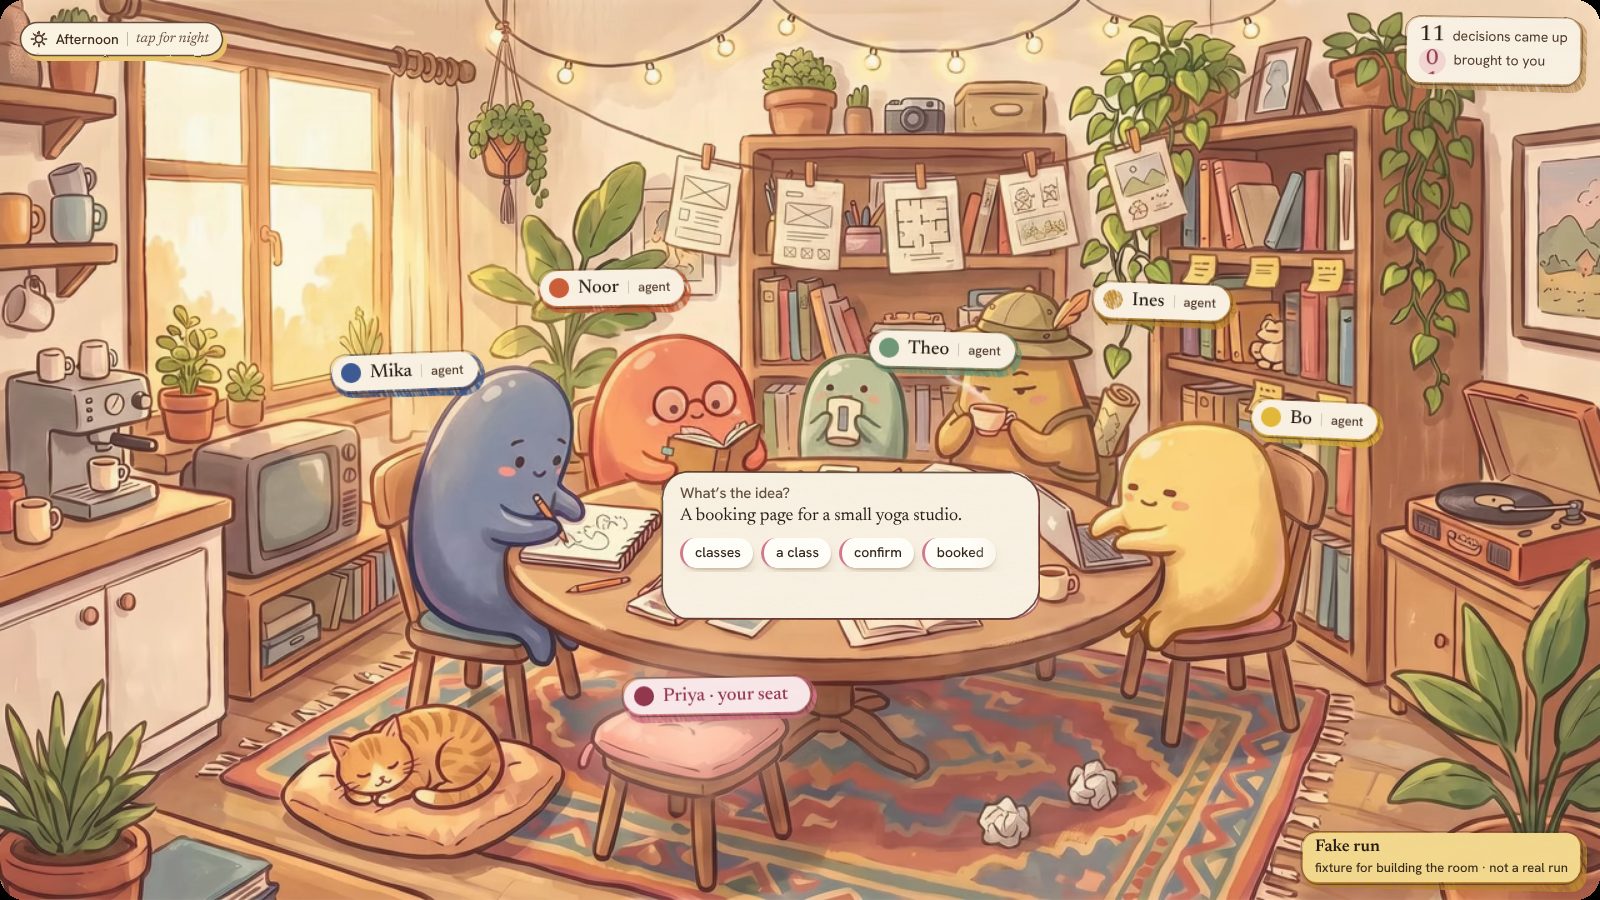 Afternoon | tap for night
11 decisions came up
0 brought to you
Noor | agent
Ines | agent
Theo | agent
Mika | agent
Bo | agent
What's the idea?
A booking page for a small yoga studio.
classes
a class
confirm
booked
Priya · your seat
Fake run
fixture for building the room · not a real run